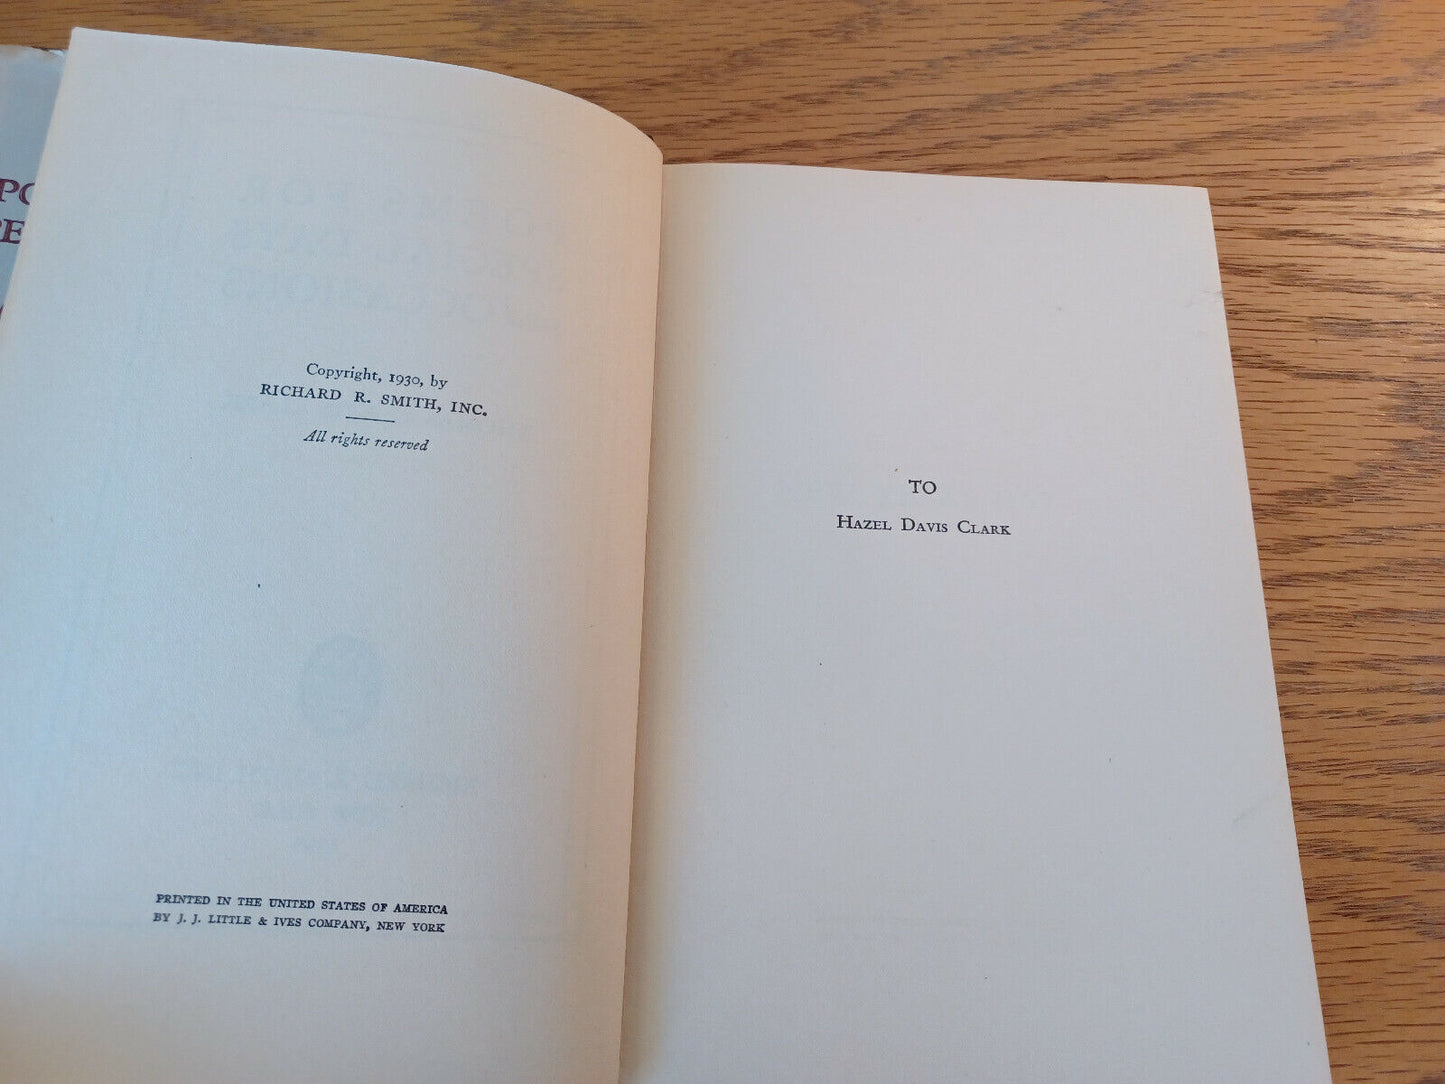 Copyright, 1930, by
RICHARD R. SMITH, INC.
All rights reserved
PRINTED IN THE UNITED STATES OF AMERICA
BY J. J. LITTLE & IVES COMPANY, NEW YORK
TO
Hazel Davis Clark